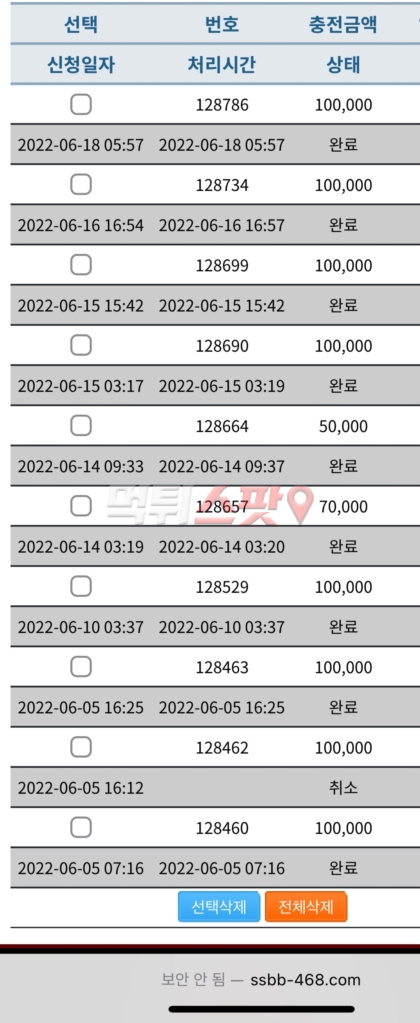 선택 번호 충전금액
신청일자 처리시간 상태
128786 100,000
2022-06-18 05:57 2022-06-18 05:57 완료
128734 100,000
2022-06-16 16:54 2022-06-16 16:57 완료
128699 100,000
2022-06-15 15:42 2022-06-15 15:42 완료
128690 100,000
2022-06-15 03:17 2022-06-15 03:19 완료
128664 50,000
2022-06-14 09:33 2022-06-14 09:37 완료
먹튀스팟
128657 70,000
2022-06-14 03:19 2022-06-14 03:20 완료
128529 100,000
2022-06-10 03:37 2022-06-10 03:37 완료
128463 100,000
2022-06-05 16:25 2022-06-05 16:25 완료
128462 100,000
2022-06-05 16:12 취소
128460 100,000
2022-06-05 07:16 2022-06-05 07:16 완료
선택삭제 전체삭제
보안 안 됨 — ssbb-468.com